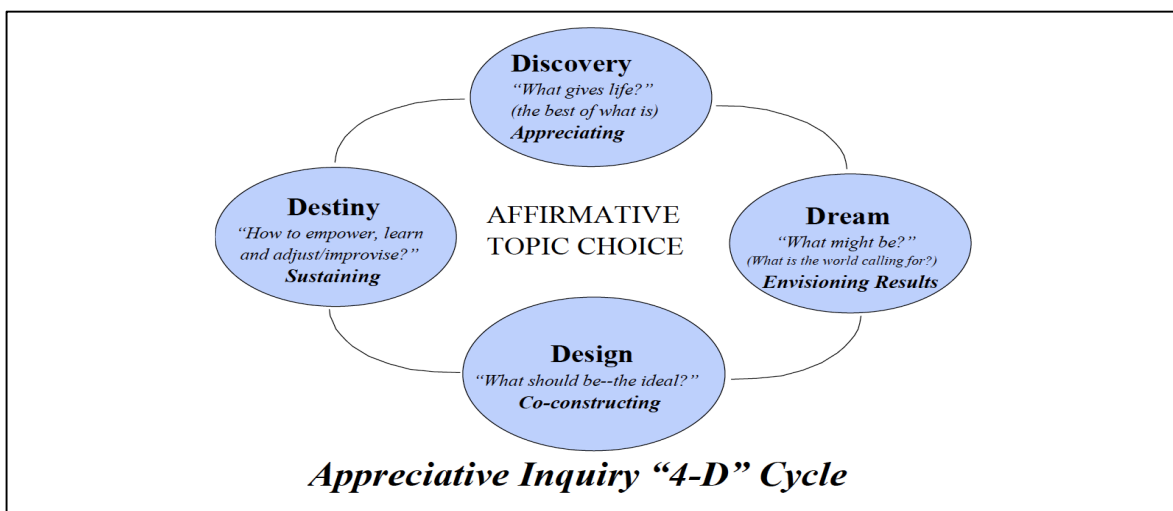 Discovery
“What gives life?”
(the best of what is)
Appreciating
Destiny
“How to empower, learn
and adjust/improvise?”
Sustaining
AFFIRMATIVE
TOPIC CHOICE
Dream
“What might be?”
(What is the world calling for?)
Envisioning Results
Design
“What should be--the ideal?”
Co-constructing
Appreciative Inquiry “4-D” Cycle